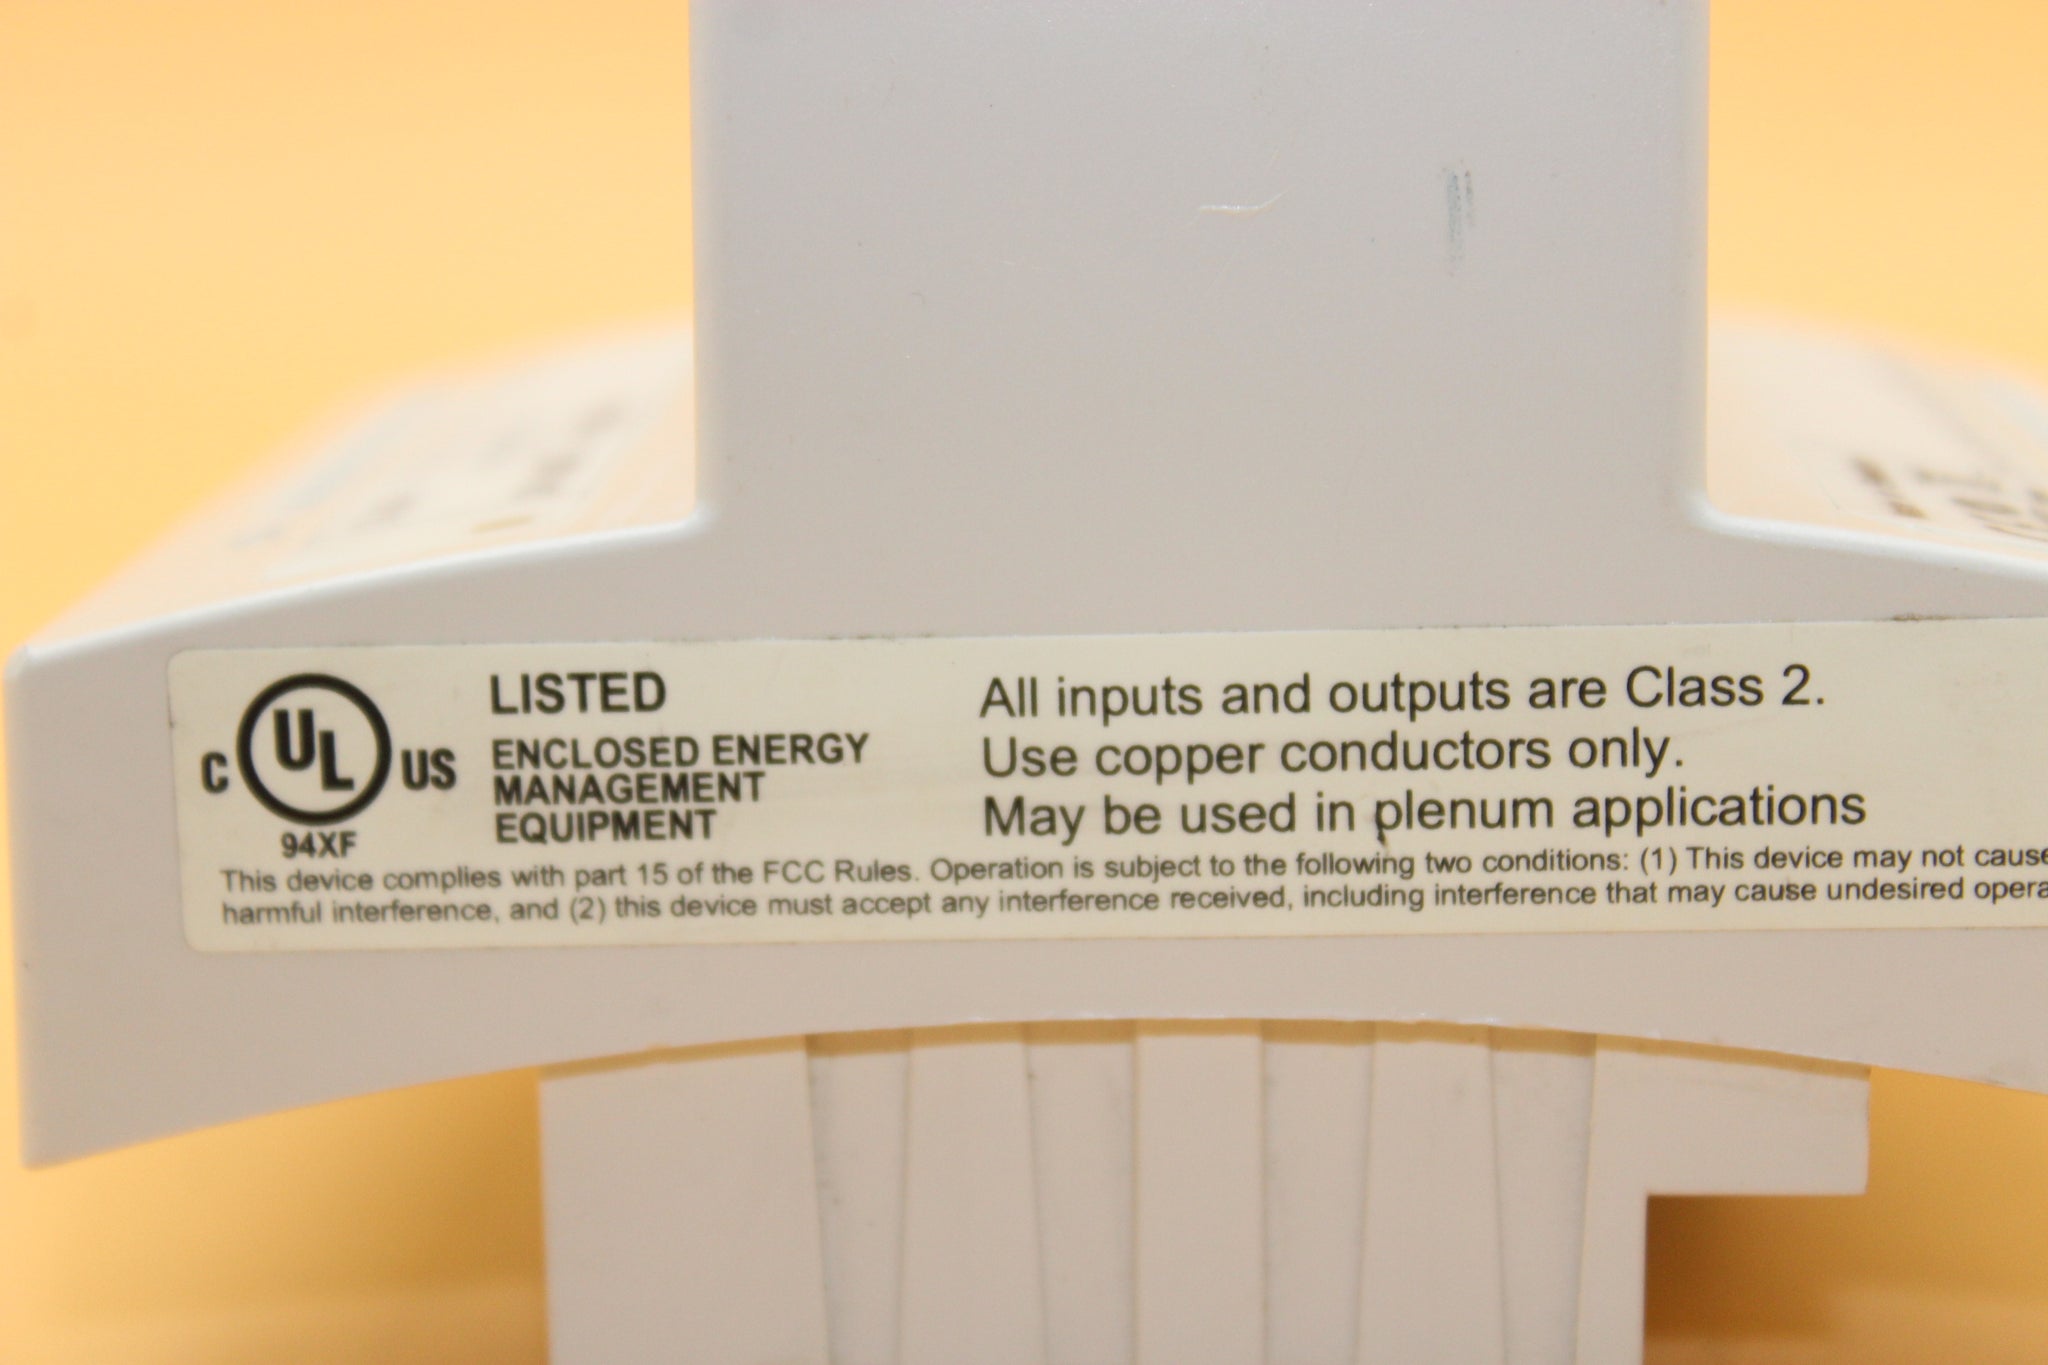 C UL US
94XF
LISTED
ENCLOSED ENERGY
MANAGEMENT
EQUIPMENT
All inputs and outputs are Class 2.
Use copper conductors only.
May be used in plenum applications
This device complies with part 15 of the FCC Rules. Operation is subject to the following two conditions: (1) This device may not cause
harmful interference, and (2) this device must accept any interference received, including interference that may cause undesired opera